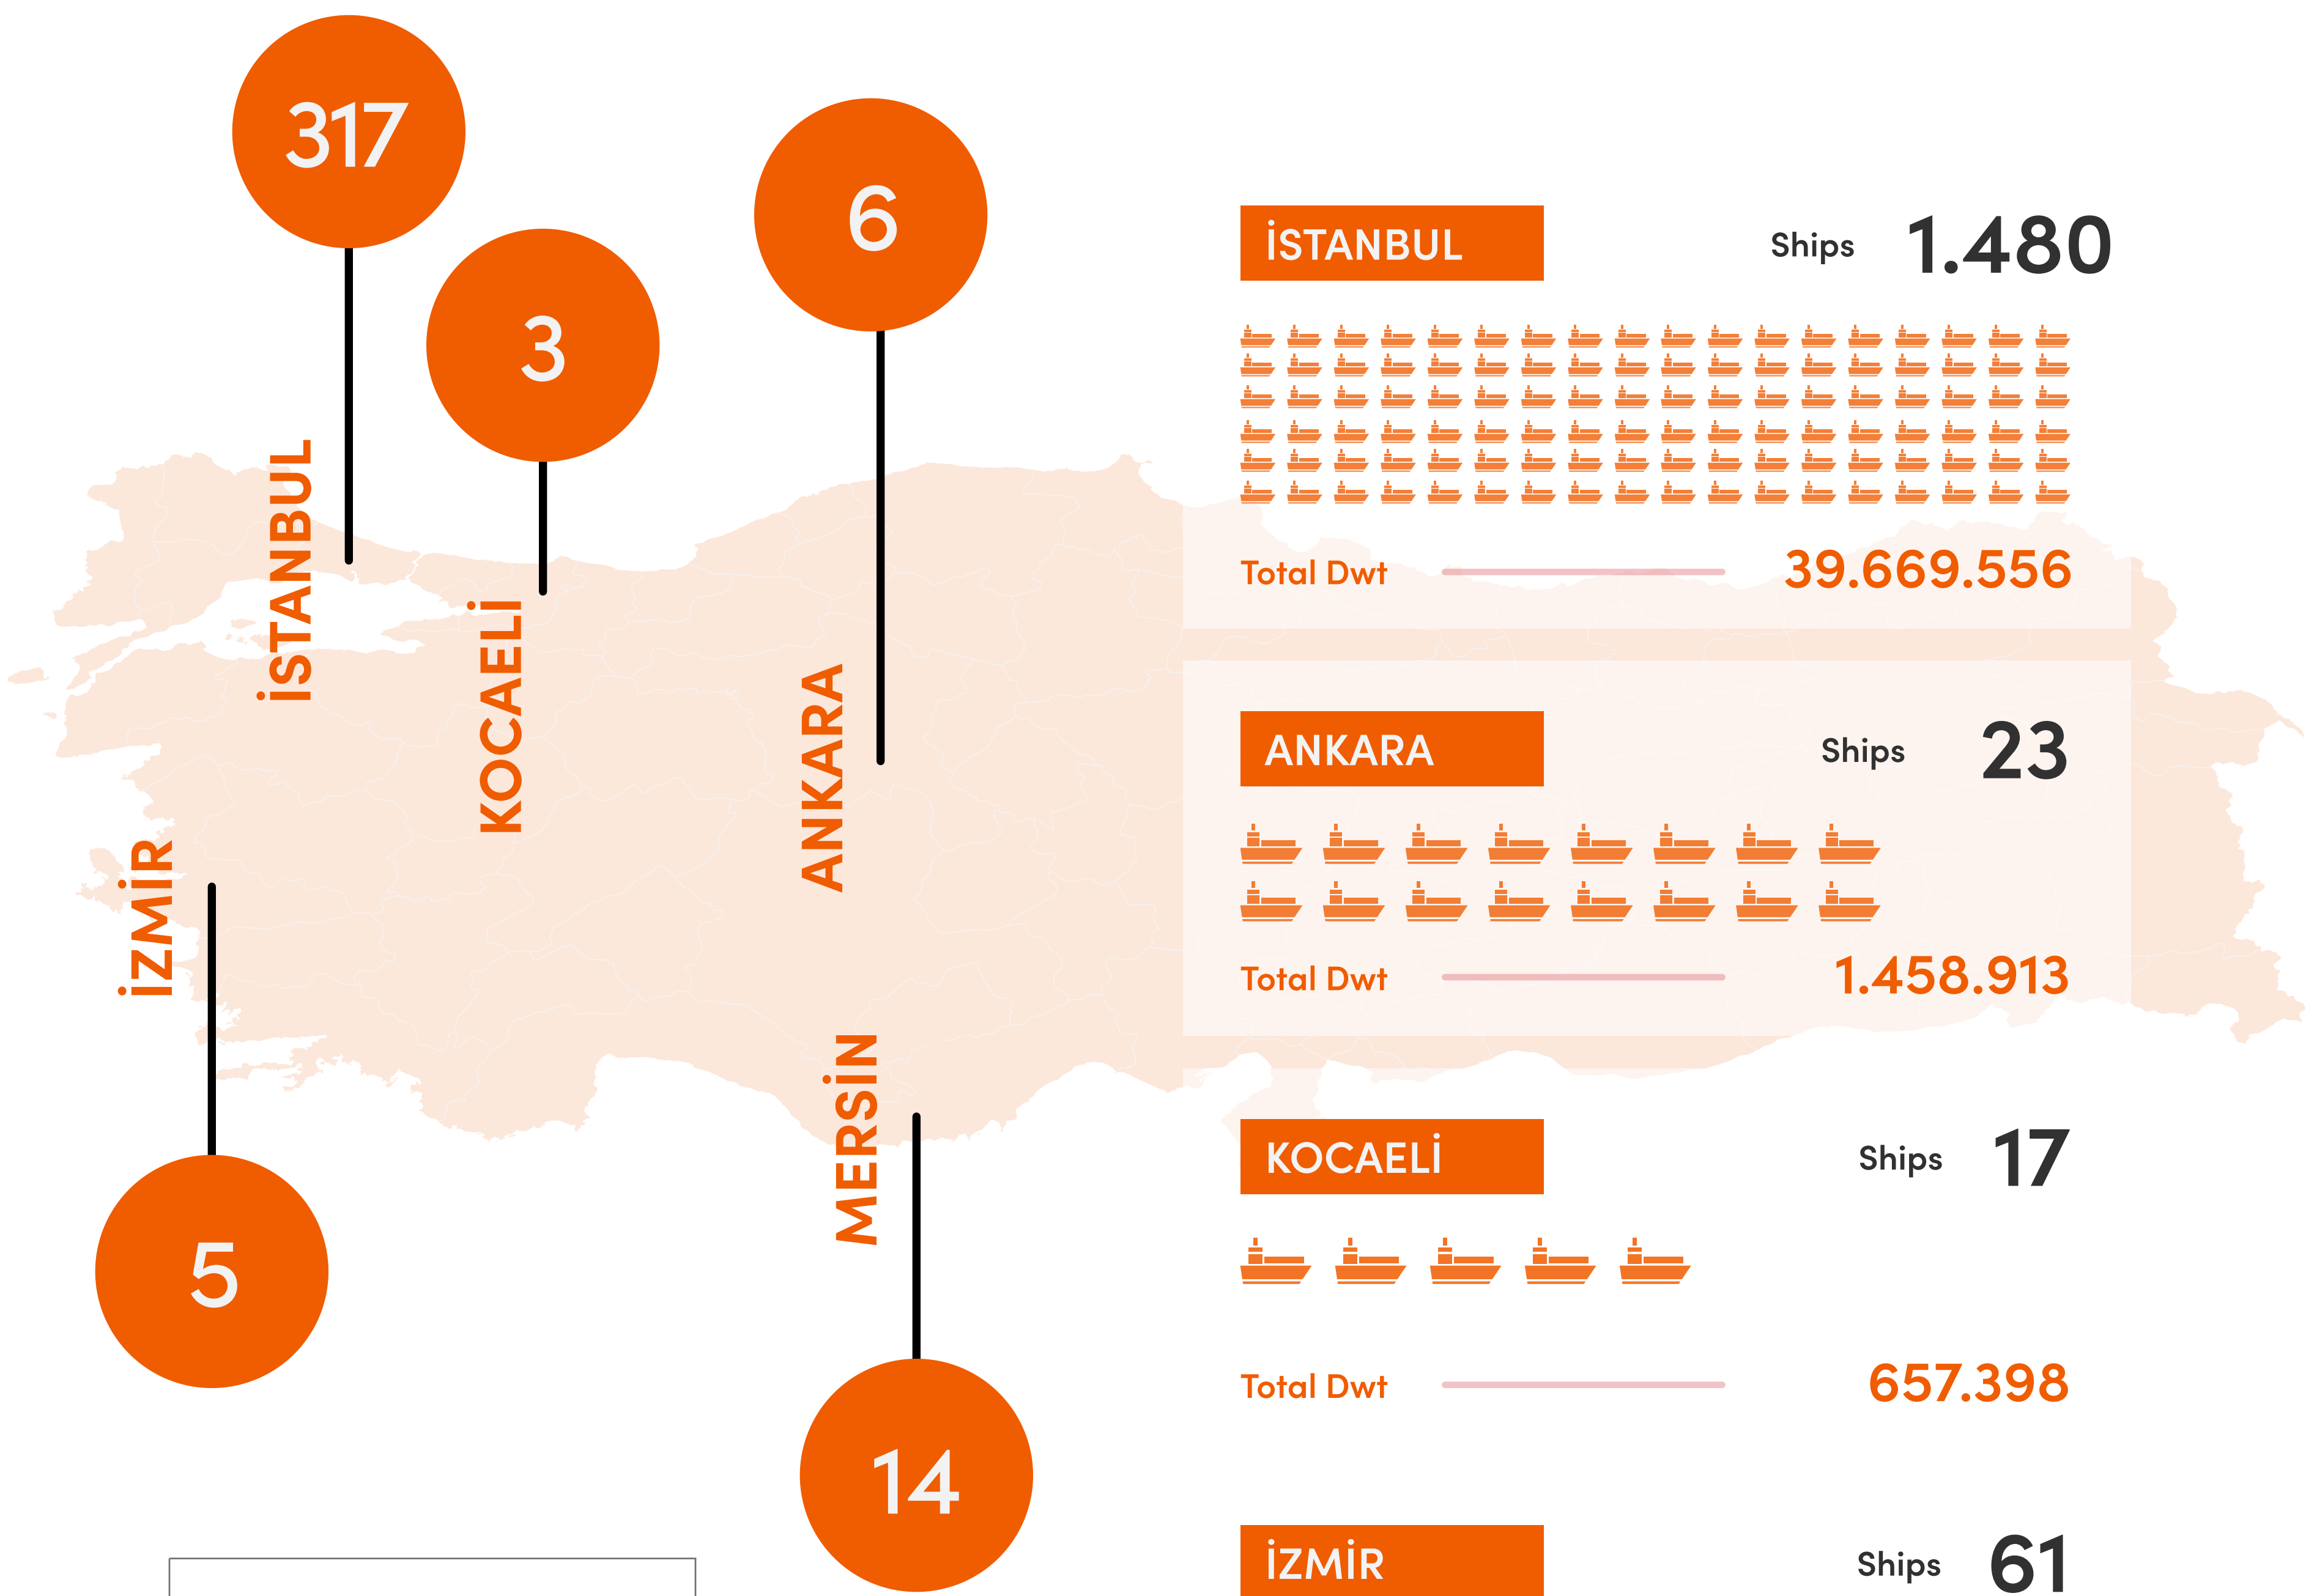 317
3
6
İSTANBUL
KOCAELİ
ANKARA
İZMİR
MERSİN
5
14
İSTANBUL
Ships 1.480
Total Dwt 39.669.556
ANKARA
Ships 23
Total Dwt 1.458.913
KOCAELİ
Ships 17
Total Dwt 657.398
İZMİR
Ships 61